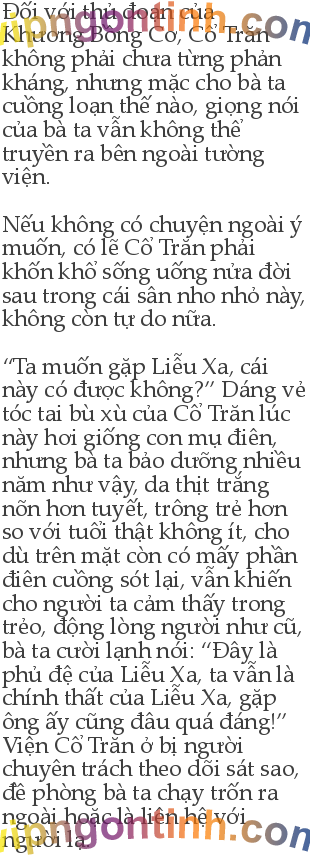 Đối với thủ đoạn của
Khương Bồng Cơ, Cổ Trăn
không phải chưa từng phản
kháng, nhưng mặc cho bà ta
cuồng loạn thế nào, giọng nói
của bà ta vẫn không thể
truyền ra bên ngoài tường
viện.
Nếu không có chuyện ngoài ý
muốn, có lẽ Cổ Trăn phải
khốn khổ sống uống nửa đời
sau trong cái sân nho nhỏ này,
không còn tự do nữa.
“Ta muốn gặp Liễu Xa, cái
này có được không?” Dáng vẻ
tóc tai bù xù của Cổ Trăn lúc
này hơi giống con mụ điên,
nhưng bà ta bảo dưỡng nhiều
năm như vậy, da thịt trắng
nõn hơn tuyết, trông trẻ hơn
so với tuổi thật không ít, cho
dù trên mặt còn có mấy phần
điên cuồng sót lại, vẫn khiến
cho người ta cảm thấy trong
trẻo, động lòng người như cũ,
bà ta cười lạnh nói: “Đây là
phủ đệ của Liễu Xa, ta vẫn là
chính thất của Liễu Xa, gặp
ông ấy cũng đâu quá đáng!”
Viện Cổ Trăn ở bị người
chuyên trách theo dõi sát sao,
đề phòng bà ta chạy trốn ra
ngoài hoặc là liên hệ với
người lạ.
vipngontinh.com
vipngontinh.com